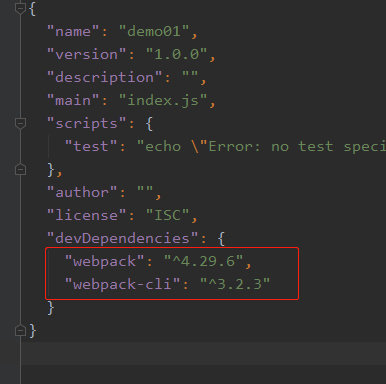 {
"name": "demo01",
"version": "1.0.0",
"description": "",
"main": "index.js",
"scripts": {
"test": "echo \"Error: no test speci
},
"author": "",
"license": "ISC",
"devDependencies": {
"webpack": "^4.29.6",
"webpack-cli": "^3.2.3"
}
}